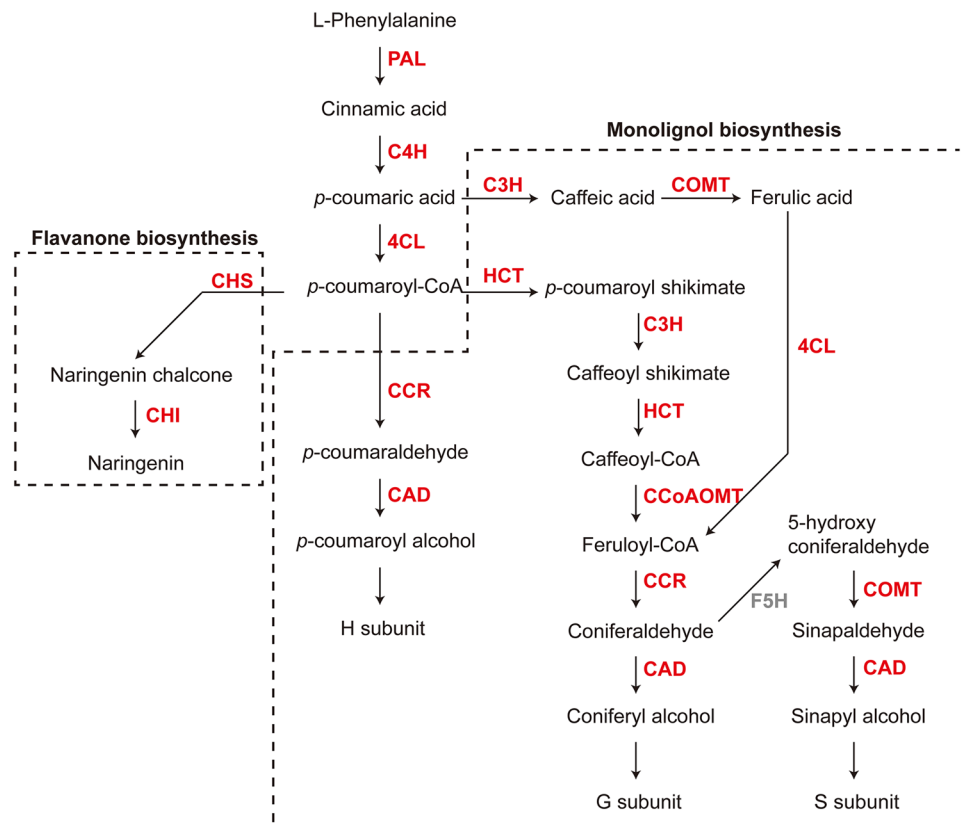 L-Phenylalanine
PAL
Cinnamic acid
Monolignol biosynthesis
C4H
p-coumaric acid
C3H
Caffeic acid
COMT
Ferulic acid
Flavanone biosynthesis
4CL
CHS
p-coumaroyl-CoA
HCT
p-coumaroyl shikimate
C3H
4CL
Naringenin chalcone
Caffeoyl shikimate
CCR
HCT
CHI
Naringenin
p-coumaraldehyde
Caffeoyl-CoA
CAD
CCoAOMT
p-coumaroyl alcohol
Feruloyl-CoA
5-hydroxy
coniferaldehyde
CCR
F5H
COMT
H subunit
Coniferaldehyde
Sinapaldehyde
CAD
CAD
Coniferyl alcohol
Sinapyl alcohol
G subunit
S subunit